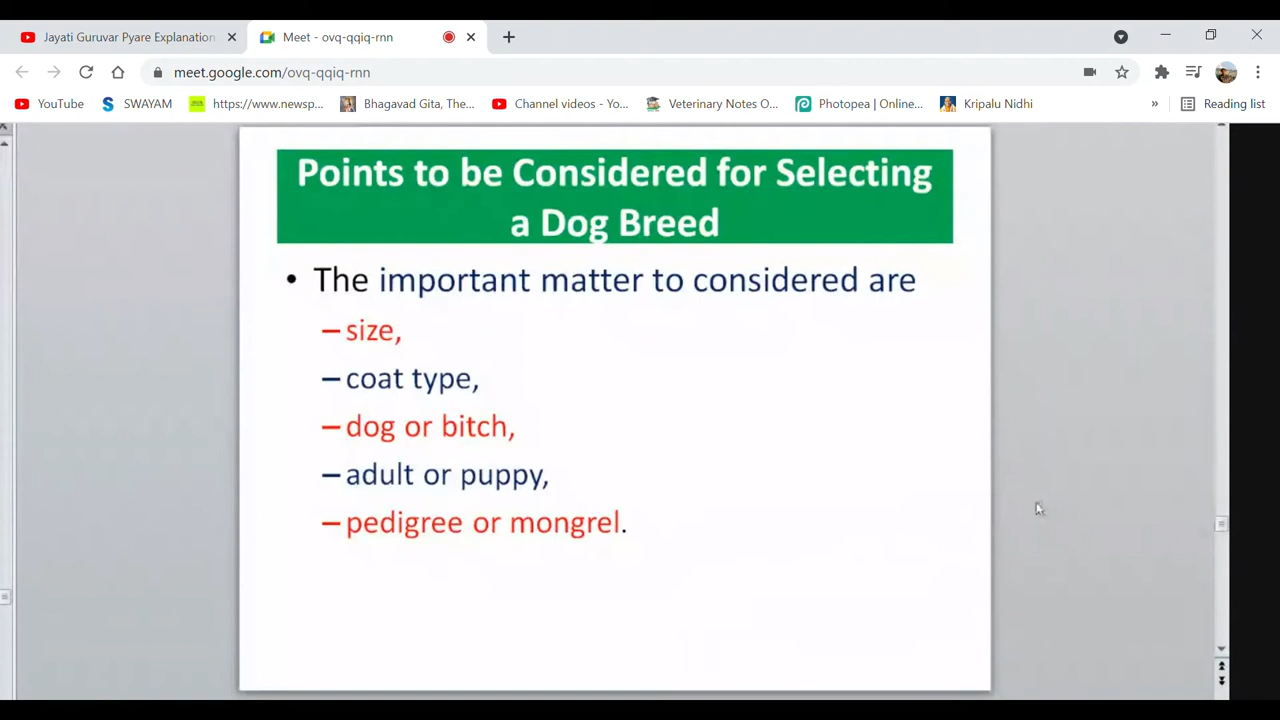 Jayati Guruvar Pyare Explanation
Meet - ovq-qqiq-rnn
meet.google.com/ovq-qqiq-rnn
YouTube
SWAYAM
https://www.newsp...
Bhagavad Gita, The...
Channel videos - Yo...
Veterinary Notes O...
Photopea | Online...
Kripalu Nidhi
»
Reading list
Points to be Considered for Selecting
a Dog Breed
• The important matter to considered are
– size,
– coat type,
– dog or bitch,
– adult or puppy,
– pedigree or mongrel.